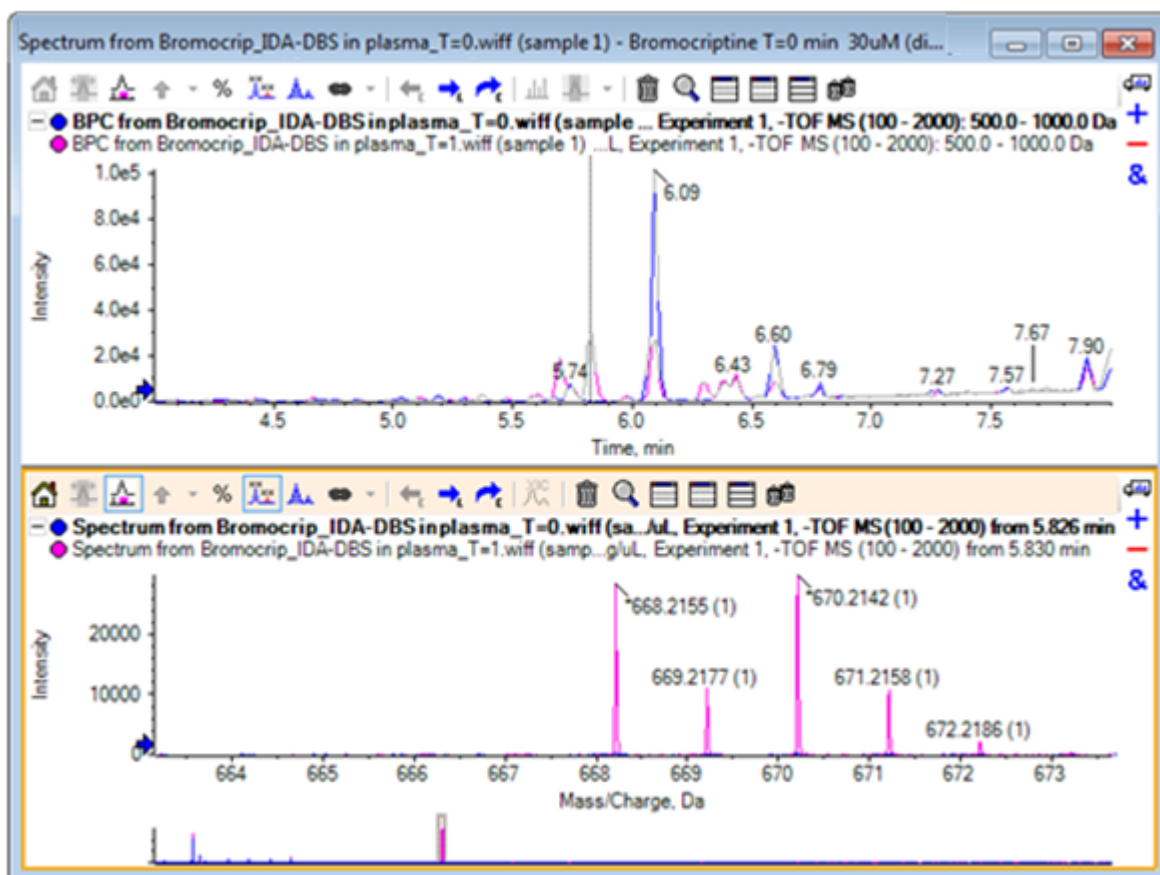 Spectrum from Bromocrip_IDA-DBS in plasma_T=0.wiff (sample 1) - Bromocriptine T=0 min 30uM (di...
%
BPC from Bromocrip_IDA-DBS in plasma_T=0.wiff (sample ... Experiment 1, -TOF MS (100 - 2000): 500.0 - 1000.0 Da
BPC from Bromocrip_IDA-DBS in plasma_T=1.wiff (sample 1) ...L, Experiment 1, -TOF MS (100 - 2000): 500.0 - 1000.0 Da
&
Intensity
1.0e5
8.0e4
6.0e4
4.0e4
2.0e4
0.0e0
5.74
6.09
6.43
6.60
6.79
7.27
7.57
7.67
7.90
4.5 5.0 5.5 6.0 6.5 7.0 7.5
Time, min
%
Spectrum from Bromocrip_IDA-DBS in plasma_T=0.wiff (sa.../uL, Experiment 1, -TOF MS (100 - 2000) from 5.826 min
Spectrum from Bromocrip_IDA-DBS in plasma_T=1.wiff (samp...g/uL, Experiment 1, -TOF MS (100 - 2000) from 5.830 min
&
Intensity
20000
10000
0
*668.2155 (1)
669.2177 (1)
*670.2142 (1)
671.2158 (1)
672.2186 (1)
664 665 666 667 668 669 670 671 672 673
Mass/Charge, Da